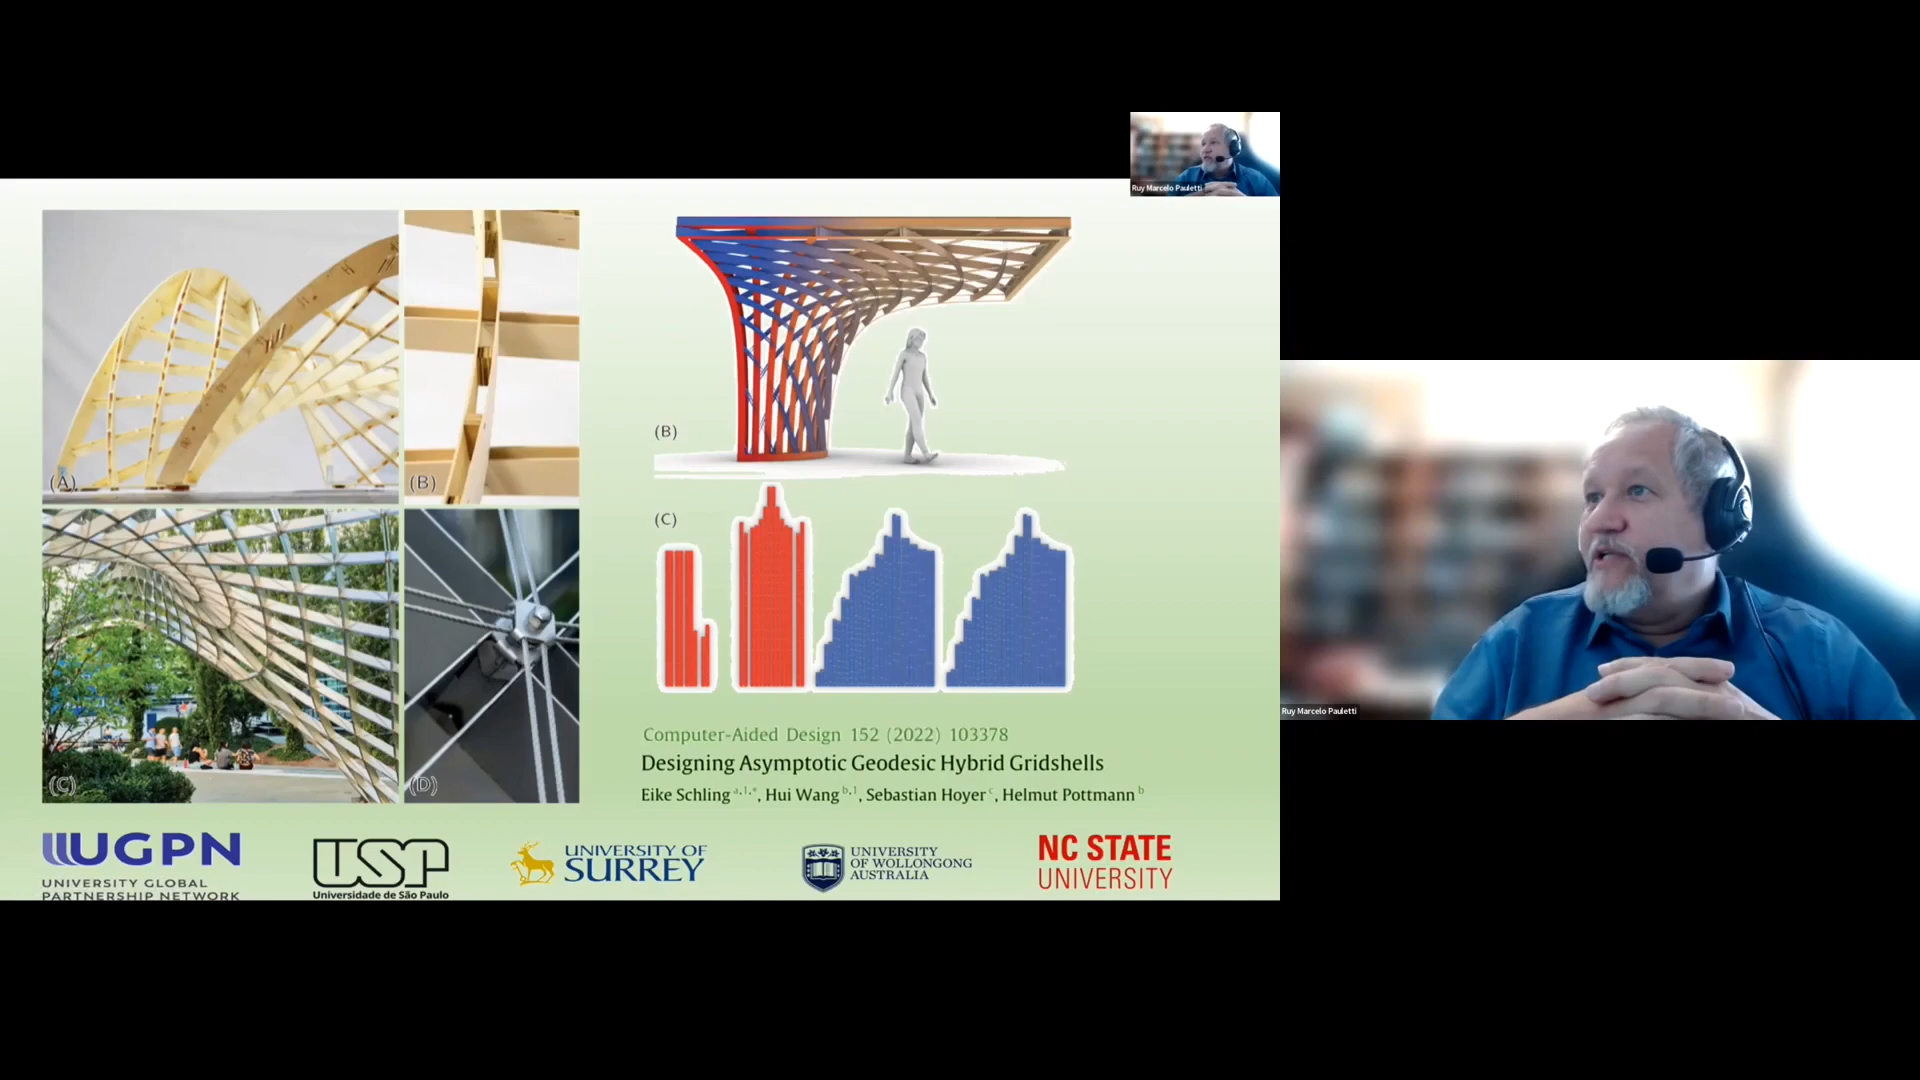 Ruy Marcelo Pauletti
(A)
(B)
(C)
(D)
(B)
(C)
Computer-Aided Design 152 (2022) 103378
Designing Asymptotic Geodesic Hybrid Gridshells
Eike Schling a,1,*, Hui Wang b,1, Sebastian Hoyer c, Helmut Pottmann b
UGPN
UNIVERSITY GLOBAL
PARTNERSHIP NETWORK
USP
Universidade de São Paulo
UNIVERSITY OF
SURREY
UNIVERSITY
OF WOLLONGONG
AUSTRALIA
NC STATE
UNIVERSITY
Ruy Marcelo Pauletti